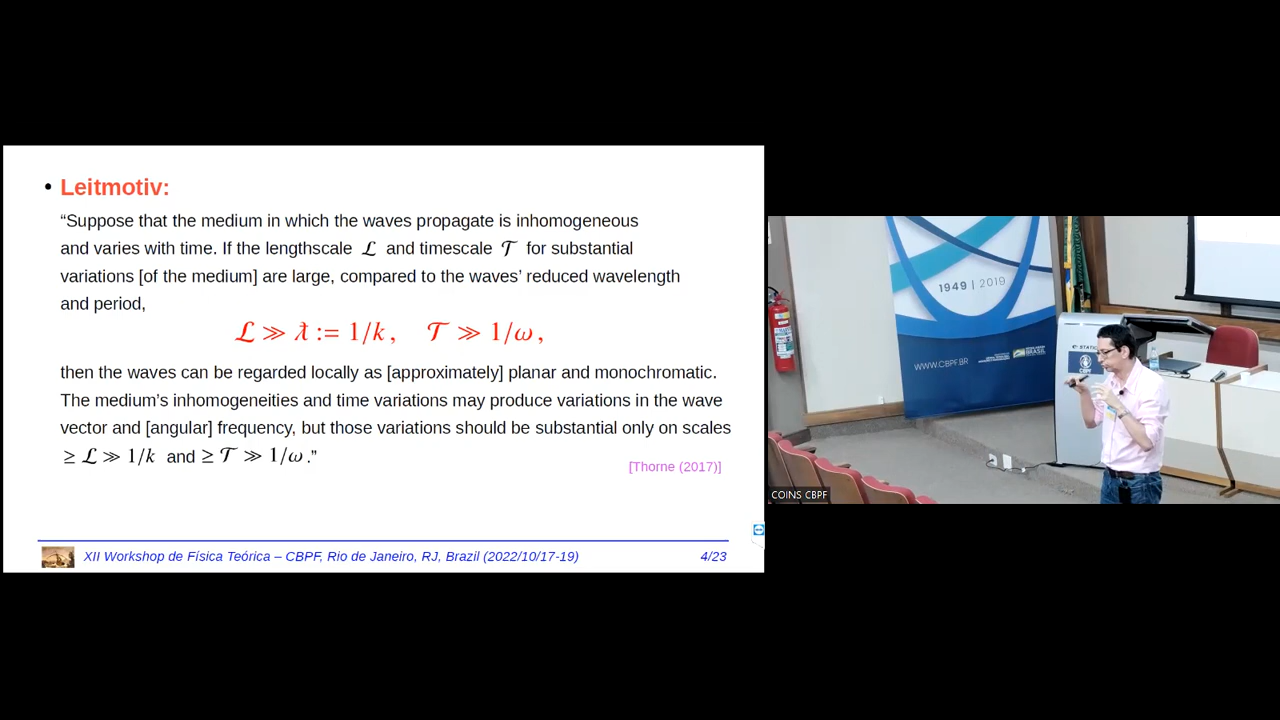 • Leitmotiv:
“Suppose that the medium in which the waves propagate is inhomogeneous
and varies with time. If the lengthscale ℒ and timescale 𝒯 for substantial
variations [of the medium] are large, compared to the waves’ reduced wavelength
and period,
ℒ ≫ ƛ := 1/k, 𝒯 ≫ 1/ω,
then the waves can be regarded locally as [approximately] planar and monochromatic.
The medium’s inhomogeneities and time variations may produce variations in the wave
vector and [angular] frequency, but those variations should be substantial only on scales
≥ ℒ ≫ 1/k and ≥ 𝒯 ≫ 1/ω.”
[Thorne (2017)]
XII Workshop de Física Teórica – CBPF, Rio de Janeiro, RJ, Brazil (2022/10/17-19)
4/23
1949 | 2019
WWW.CBPF.BR
BRASIL
CBPF
COINS CBPF